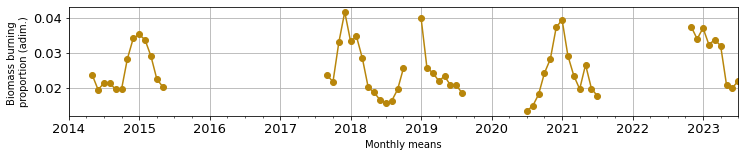 Biomass burning
proportion (adim.)
0.04
0.03
0.02
2014 2015 2016 2017 2018 2019 2020 2021 2022 2023
Monthly means